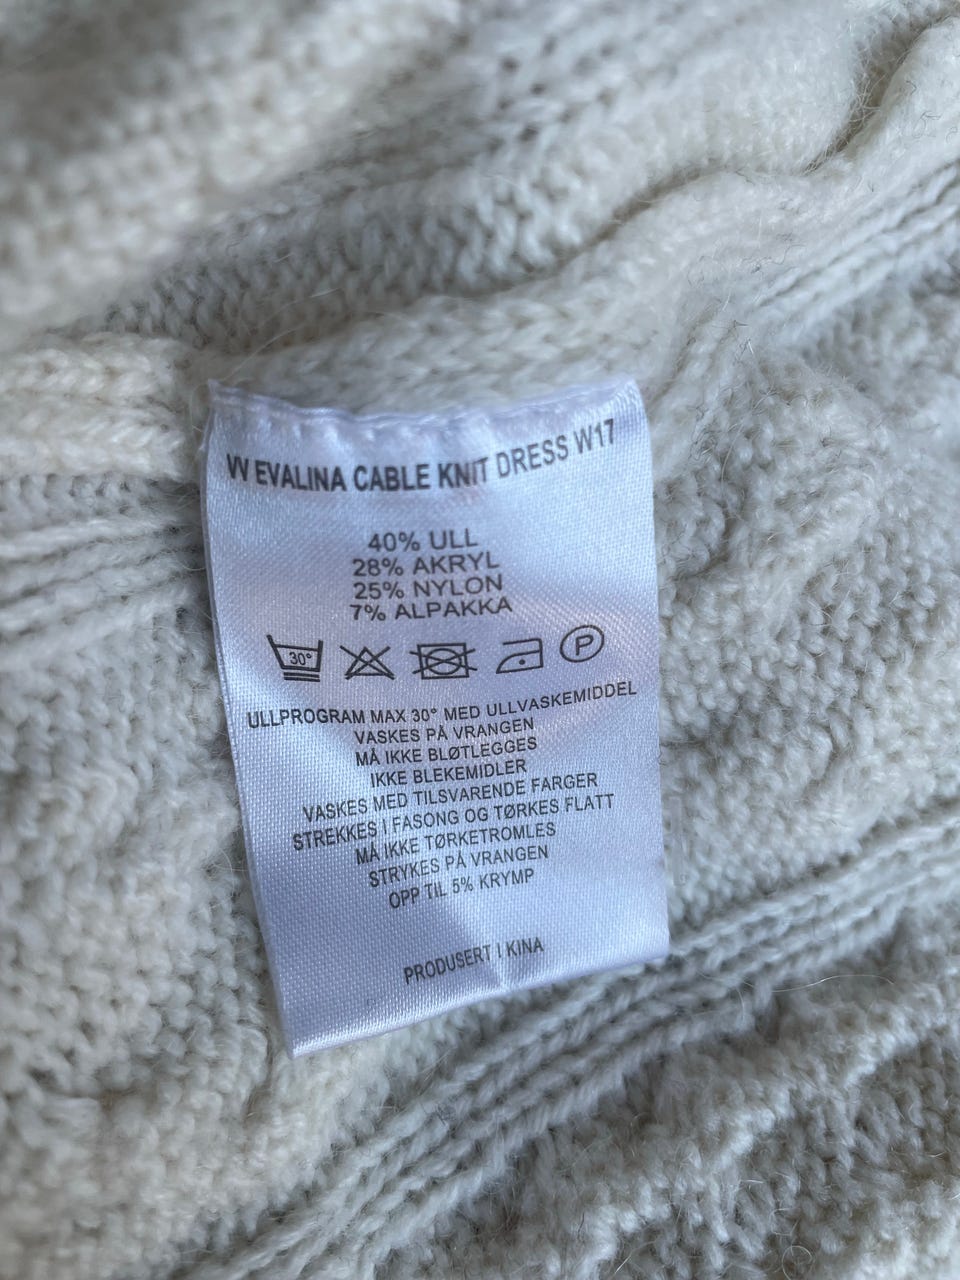 VV EVALINA CABLE KNIT DRESS W17
40% ULL
28% AKRYL
25% NYLON
7% ALPAKKA
30° P
ULLPROGRAM MAX 30° MED ULLVASKEMIDDEL
VASKES PÅ VRANGEN
MÅ IKKE BLØTLEGGES
IKKE BLEKEMIDLER
VASKES MED TILSVARENDE FARGER
STREKKES I FASONG OG TØRKES FLATT
MÅ IKKE TØRKETROMLES
STRYKES PÅ VRANGEN
OPP TIL 5% KRYMP
PRODUSERT I KINA